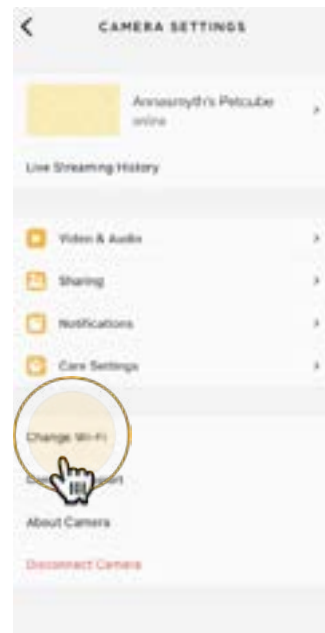 CAMERA SETTINGS
Annasmyth's Petcube
online
Live Streaming History
Video & Audio
Sharing
Notifications
Care Settings
Change Wi-Fi
About Camera
Disconnect Camera